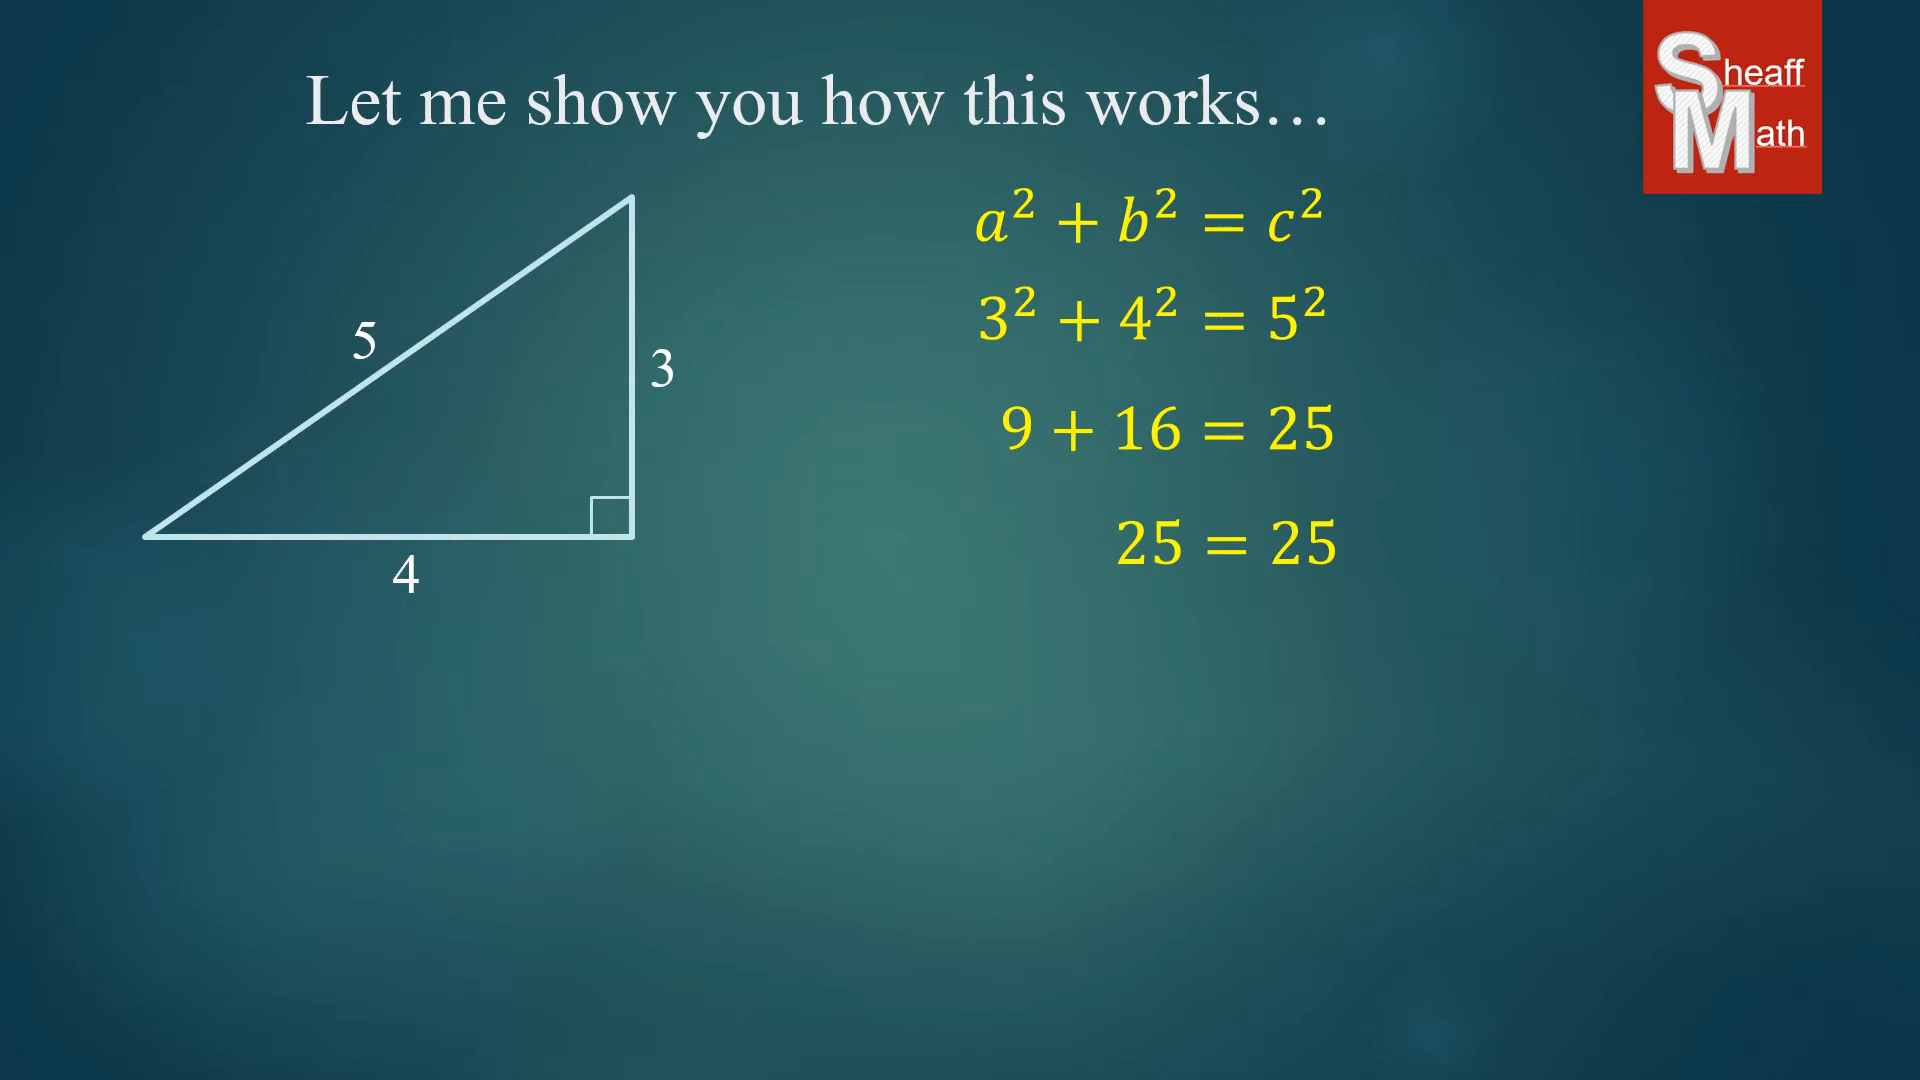 Let me show you how this works…
Sheaff
Math
a² + b² = c²
3² + 4² = 5²
9 + 16 = 25
25 = 25
5
3
4